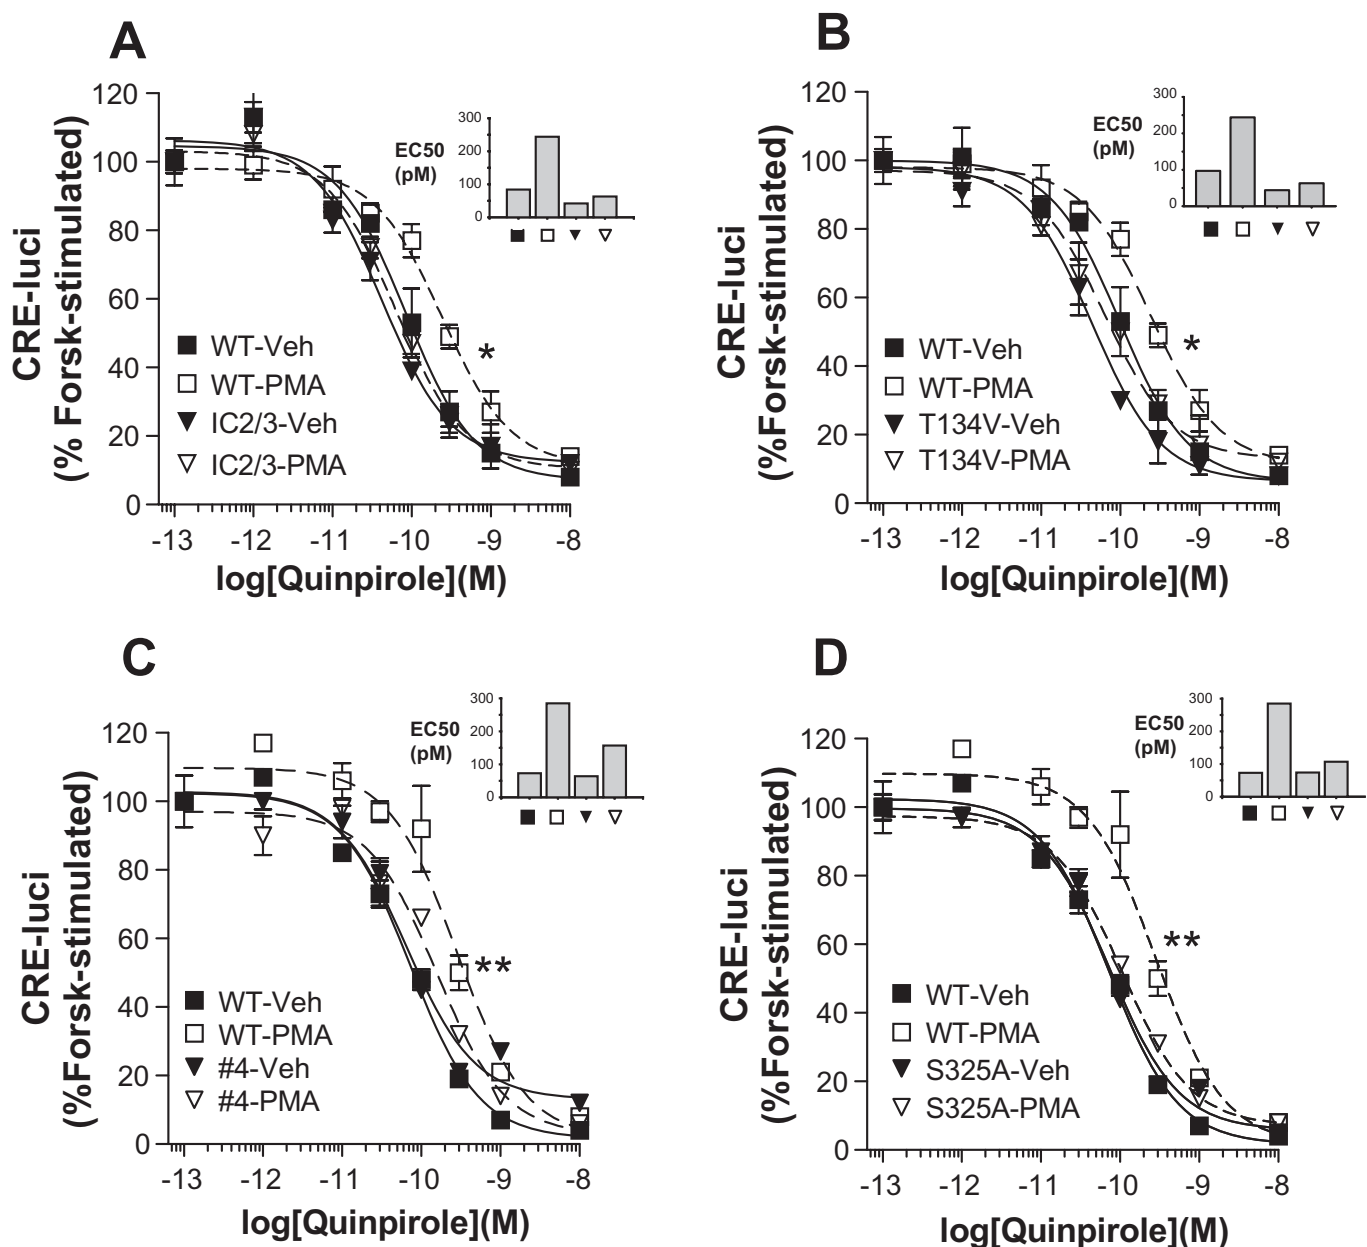 A
120
100
80
60
40
20
0
CRE-luci
(% Forsk-stimulated)
EC50
(pM)
300
200
100
0
*
WT-Veh
WT-PMA
IC2/3-Veh
IC2/3-PMA
-13 -12 -11 -10 -9 -8
log[Quinpirole](M)
B
120
100
80
60
40
20
0
CRE-luci
(%Forsk-stimulated)
EC50
(pM)
300
200
100
0
*
WT-Veh
WT-PMA
T134V-Veh
T134V-PMA
-13 -12 -11 -10 -9 -8
log[Quinpirole](M)
C
120
100
80
60
40
20
0
CRE-luci
(%Forsk-stimulated)
EC50
(pM)
300
200
100
0
**
WT-Veh
WT-PMA
#4-Veh
#4-PMA
-13 -12 -11 -10 -9 -8
log[Quinpirole](M)
D
120
100
80
60
40
20
0
CRE-luci
(%Forsk-stimulated)
EC50
(pM)
300
200
100
0
**
WT-Veh
WT-PMA
S325A-Veh
S325A-PMA
-13 -12 -11 -10 -9 -8
log[Quinpirole](M)